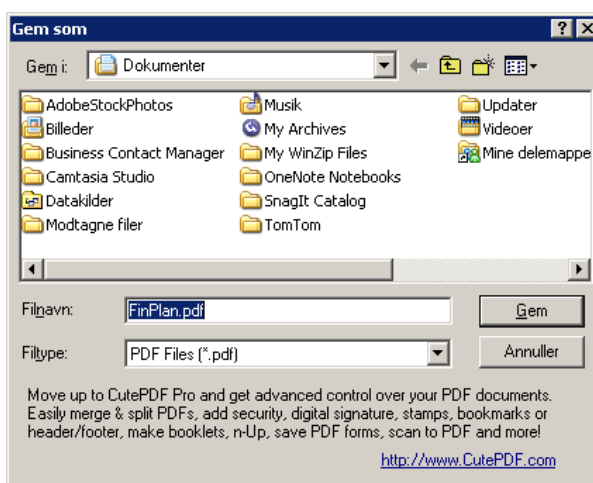 Gem som
Gem i: Dokumenter
AdobeStockPhotos
Billeder
Business Contact Manager
Camtasia Studio
Datakilder
Modtagne filer
Musik
My Archives
My WinZip Files
OneNote Notebooks
SnagIt Catalog
TomTom
Updater
Videoer
Mine delemappe
Filnavn: FinPlan.pdf
Gem
Filtype: PDF Files (*.pdf)
Annuller
Move up to CutePDF Pro and get advanced control over your PDF documents.
Easily merge & split PDFs, add security, digital signature, stamps, bookmarks or
header/footer, make booklets, n-Up, save PDF forms, scan to PDF and more!
http://www.CutePDF.com